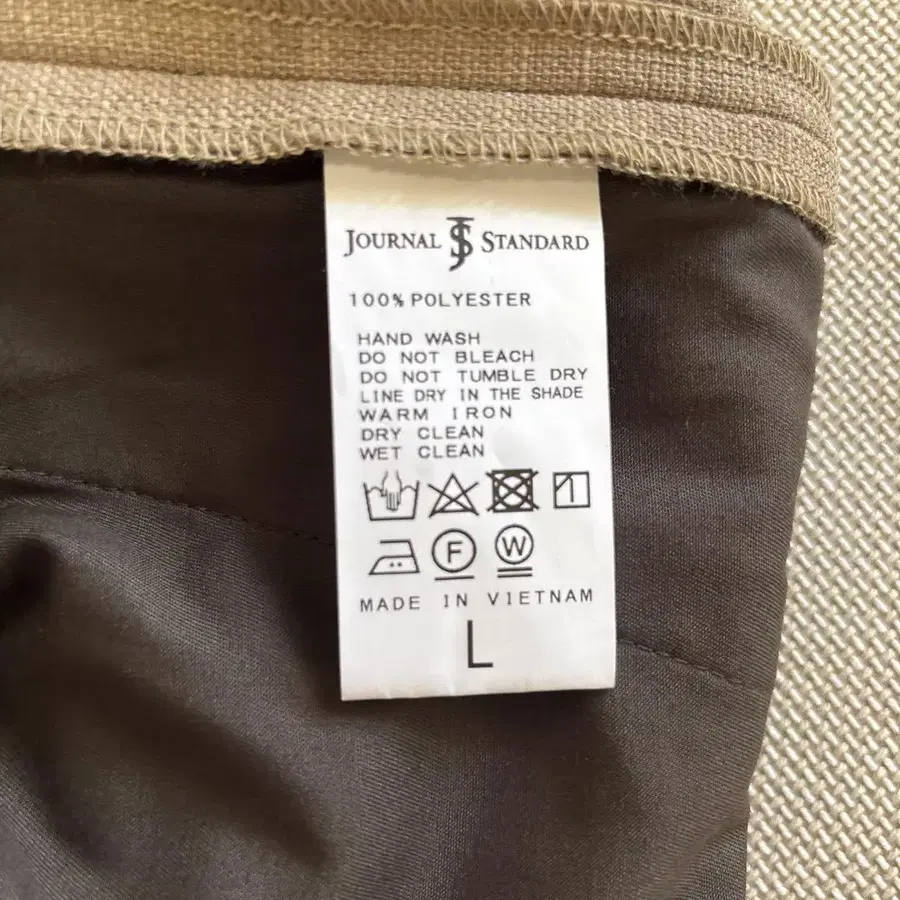 JOURNAL JS STANDARD
100% POLYESTER
HAND WASH
DO NOT BLEACH
DO NOT TUMBLE DRY
LINE DRY IN THE SHADE
WARM IRON
DRY CLEAN
WET CLEAN
F W
MADE IN VIETNAM
L